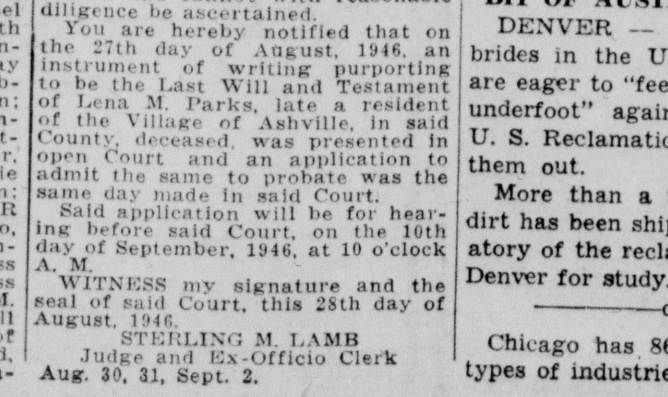 diligence be ascertained.
You are hereby notified that on
the 27th day of August, 1946, an
instrument of writing purporting
to be the Last Will and Testament
of Lena M. Parks, late a resident
of the Village of Ashville, in said
County, deceased, was presented in
open Court and an application to
admit the same to probate was the
same day made in said Court.
Said application will be for hear-
ing before said Court, on the 10th
day of September, 1946, at 10 o'clock
A. M.
WITNESS my signature and the
seal of said Court, this 28th day of
August, 1946.
STERLING M. LAMB
Judge and Ex-Officio Clerk
Aug. 30, 31, Sept. 2.
DENVER —
brides in the U
are eager to "fee
underfoot" again
U. S. Reclamatio
them out.
More than a
dirt has been ship
atory of the recla
Denver for study.
Chicago has 86
types of industrie